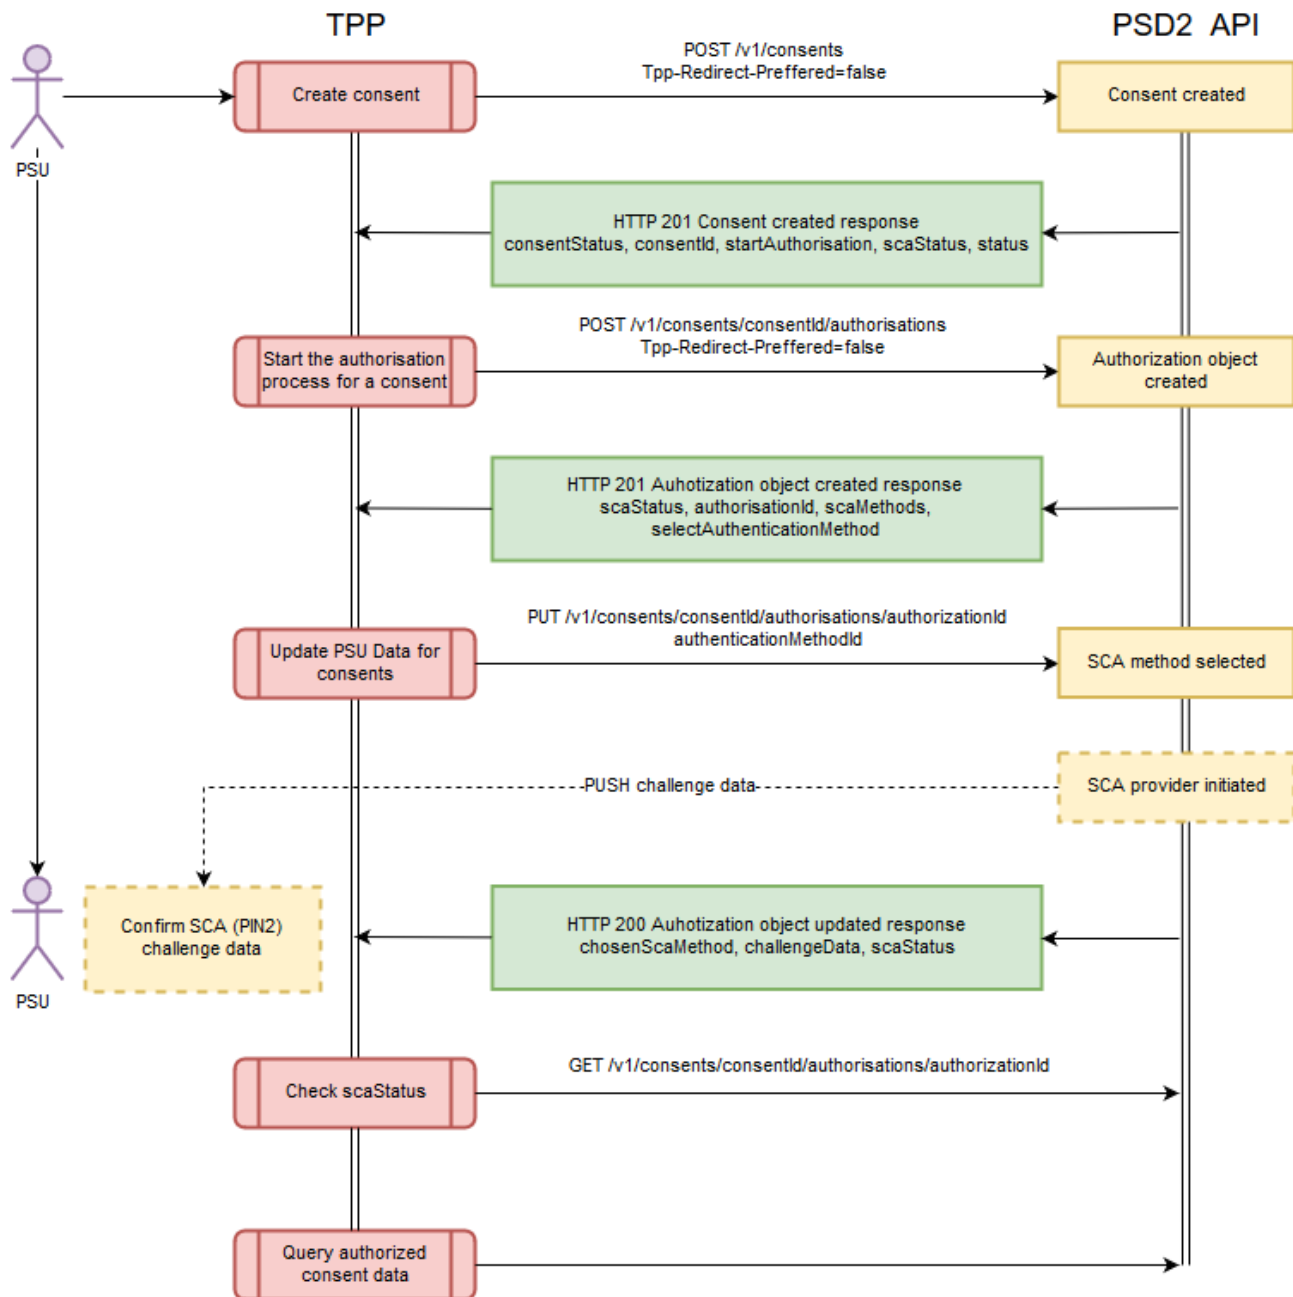 TPP
PSD2 API
POST /v1/consents
Tpp-Redirect-Preffered=false
Create consent
Consent created
PSU
HTTP 201 Consent created response
consentStatus, consentId, startAuthorisation, scaStatus, status
POST /v1/consents/consentId/authorisations
Tpp-Redirect-Preffered=false
Start the authorisation
process for a consent
Authorization object
created
HTTP 201 Auhotization object created response
scaStatus, authorisationId, scaMethods,
selectAuthenticationMethod
PUT /v1/consents/consentId/authorisations/authorizationId
authenticationMethodId
Update PSU Data for
consents
SCA method selected
PUSH challenge data
SCA provider initiated
Confirm SCA (PIN2)
challenge data
HTTP 200 Auhotization object updated response
chosenScaMethod, challengeData, scaStatus
PSU
GET /v1/consents/consentId/authorisations/authorizationId
Check scaStatus
Query authorized
consent data